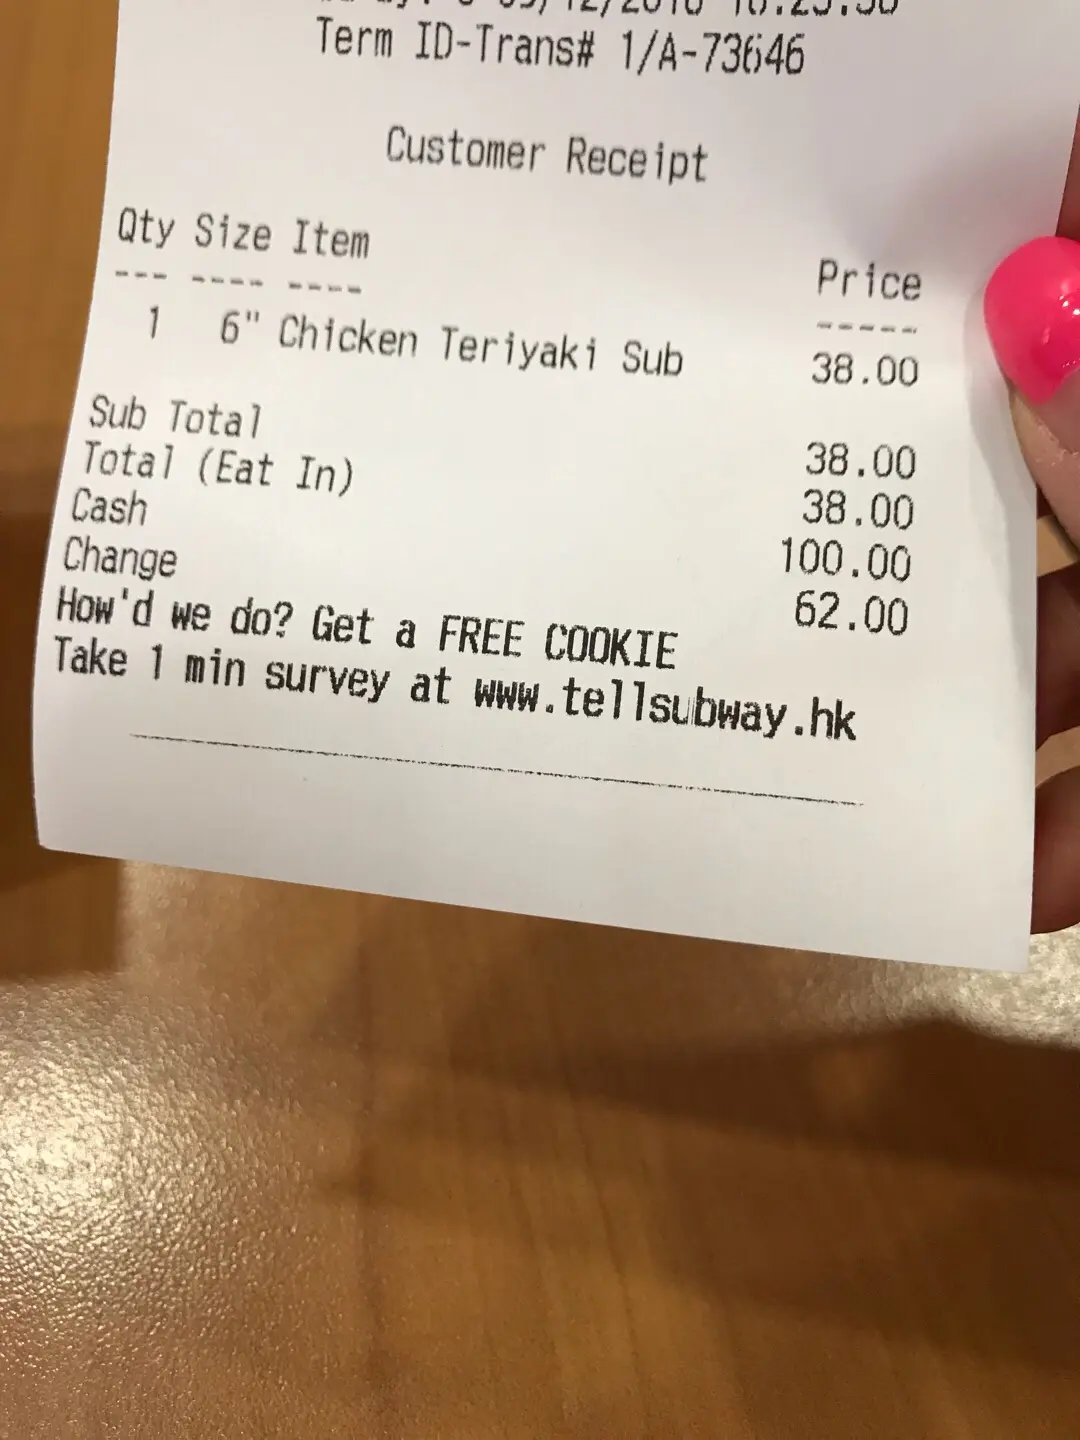 Term ID-Trans# 1/A-73646
Customer Receipt
Qty Size Item Price
--- ---- ---- -----
1 6" Chicken Teriyaki Sub 38.00
Sub Total 38.00
Total (Eat In) 38.00
Cash 100.00
Change 62.00
How'd we do? Get a FREE COOKIE
Take 1 min survey at www.tellsubway.hk